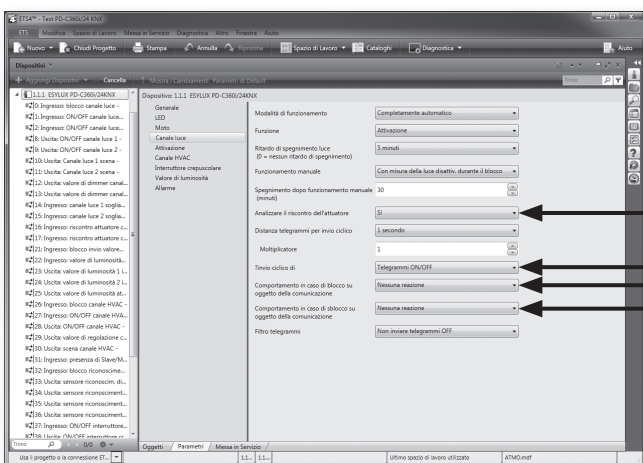 ETS4™ - Test PD-C360i/24 KNX
ETS Modifica Spazio di Lavoro Messa in Servizio Diagnostica Altro Finestra Aiuto
Nuovo Chiudi Progetto Stampa Annulla Ripristina Spazio di Lavoro Cataloghi Diagnostica Aiuto
Dispositivi
Aggiungi Dispositivi Cancella Mostra i Cambiamenti Parametri di Default Trova
1.1.1 ESYLUX PD-C360i/24KNX
0: Ingresso: blocco canale luce -
1: Ingresso: ON/OFF canale luce...
2: Ingresso: ON/OFF canale luce...
8: Uscita: ON/OFF canale luce 1 -
9: Uscita: ON/OFF canale luce 2 -
10: Uscita: Canale luce 1 scena -
11: Uscita: Canale luce 2 scena -
12: Uscita: valore di dimmer canal...
13: Uscita: valore di dimmer canal...
14: Ingresso: canale luce 1 soglia...
15: Ingresso: canale luce 2 soglia...
16: Ingresso: riscontro attuatore c...
17: Ingresso: riscontro attuatore c...
21: Ingresso: blocco invio valore...
22: Ingresso: valore di luminosità...
23: Uscita: valore di luminosità 1 i...
24: Uscita: valore di luminosità 2 i...
25: Uscita: valore di luminosità at...
26: Ingresso: blocco canale HVAC -
27: Ingresso: ON/OFF canale HVA...
28: Uscita: ON/OFF canale HVAC -
29: Uscita: valore di regolazione c...
30: Uscita: scena canale HVAC -
31: Ingresso: presenza di Slave/M...
32: Ingresso: blocco riconoscime...
33: Uscita: sensore riconoscim. di...
34: Uscita: sensore riconosciment...
35: Uscita: sensore riconosciment...
36: Uscita: sensore riconosciment...
37: Ingresso: ON/OFF interruttore...
38: Uscita: ON/OFF interruttore cr...
Trova 0/0
Dispositivo: 1.1.1 ESYLUX PD-C360i/24KNX
Generale
LED
Moto
Canale luce
Attivazione
Canale HVAC
Interruttore crepuscolare
Valore di luminosità
Allarme
Modalità di funzionamento Completamente automatico
Funzione Attivazione
Ritardo di spegnimento luce 5 minuti
(0 = nessun ritardo di spegnimento)
Funzionamento manuale Con misura della luce disattiv. durante il blocco
Spegnimento dopo funzionamento manuale 30
(minuti)
Analizzare il riscontro dell'attuatore Sì
Distanza telegrammi per invio ciclico 1 secondo
Moltiplicatore 1
Tinvio ciclico di Telegrammi ON/OFF
Comportamento in caso di blocco su Nessuna reazione
oggetto della comunicazione
Comportamento in caso di sblocco su Nessuna reazione
oggetto della comunicazione
Filtro telegrammi Non inviare telegrammi OFF
Oggetti Parametri Messa in Servizio
Usa il progetto o la connessione ET... 1.1... 1.1... Ultimo spazio di lavoro utilizzato ATMO.mdf